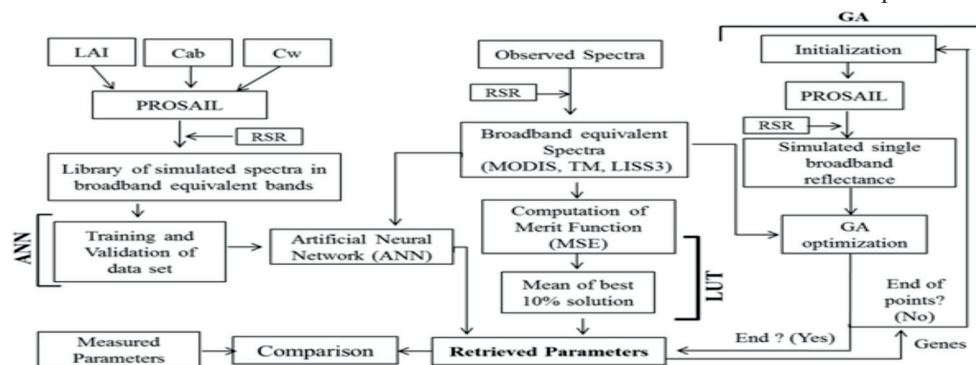 GA
LAI
Cab
Cw
PROSAIL
RSR
Library of simulated spectra in
broadband equivalent bands
ANN
Training and
Validation of
data set
Artificial Neural
Network (ANN)
Observed Spectra
RSR
Broadband equivalent
Spectra
(MODIS, TM, LISS3)
Computation of
Merit Function
(MSE)
Mean of best
10% solution
LUT
Initialization
PROSAIL
RSR
Simulated single
broadband
reflectance
GA
optimization
End of
points?
(No)
End ? (Yes)
Genes
Measured
Parameters
Comparison
Retrieved Parameters